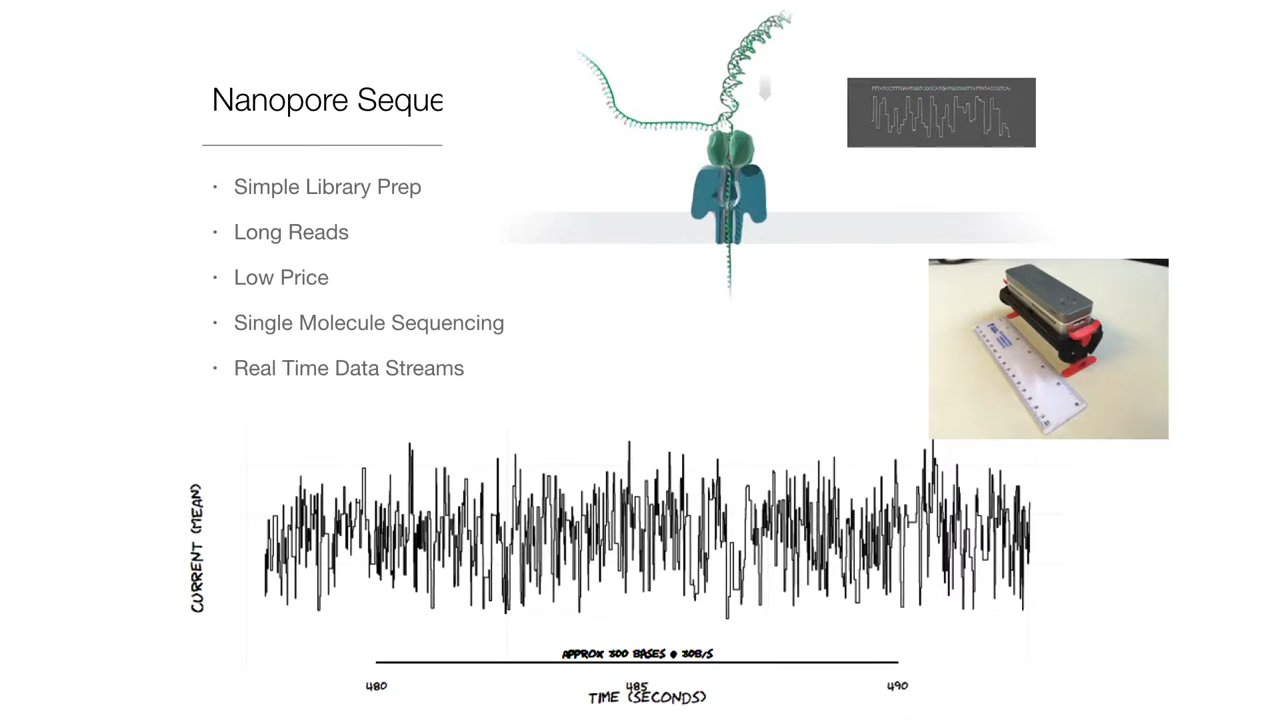 Nanopore Seque
· Simple Library Prep
· Long Reads
· Low Price
· Single Molecule Sequencing
· Real Time Data Streams
CURRENT (MEAN)
APPROX 300 BASES @ 30B/S
480
485
490
TIME (SECONDS)